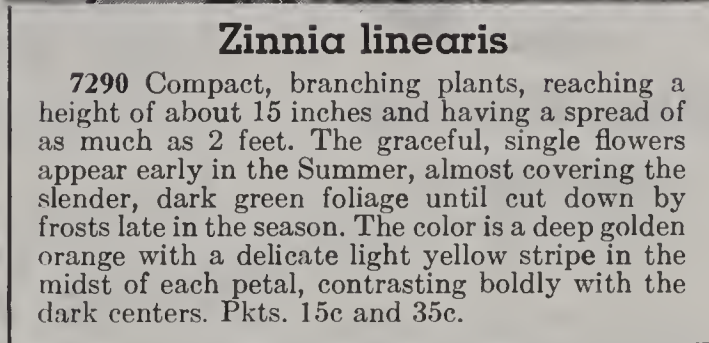 Zinnia linearis
7290 Compact, branching plants, reaching a
height of about 15 inches and having a spread of
as much as 2 feet. The graceful, single flowers
appear early in the Summer, almost covering the
slender, dark green foliage until cut down by
frosts late in the season. The color is a deep golden
orange with a delicate light yellow stripe in the
midst of each petal, contrasting boldly with the
dark centers. Pkts. 15c and 35c.